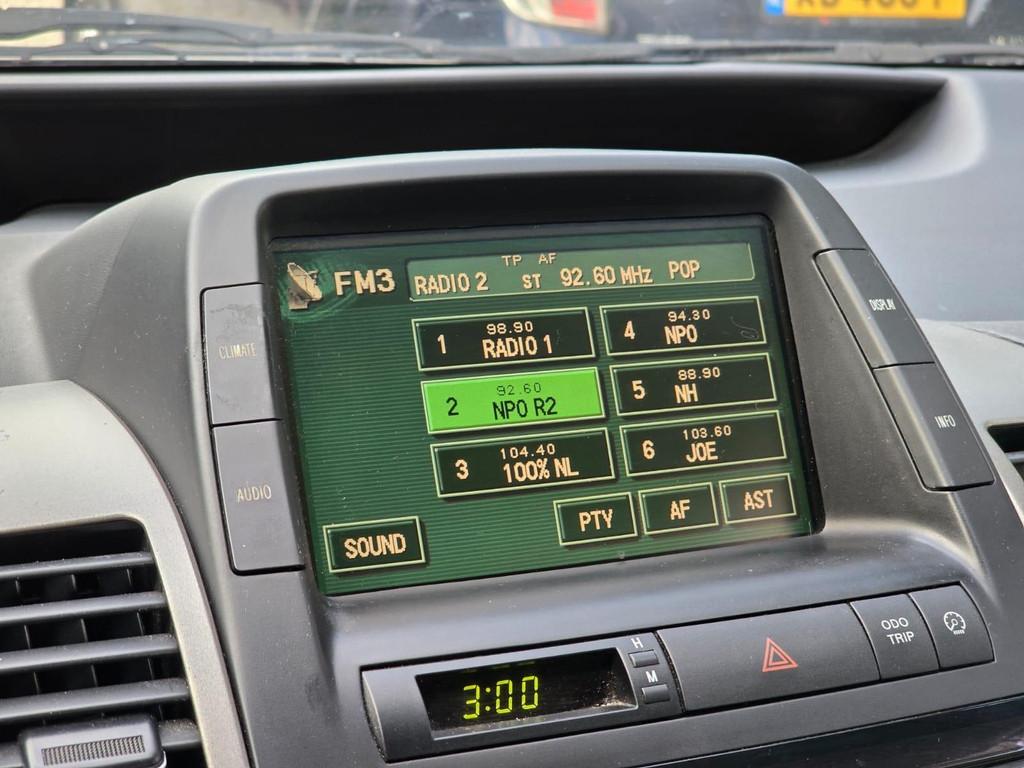 FM3
TP AF
RADIO 2 ST 92.60 MHz POP
98.90
1 RADIO 1
92.60
2 NPO R2
104.40
3 100% NL
94.30
4 NPO
88.90
5 NH
103.60
6 JOE
SOUND
PTY
AF
AST
CLIMATE
AUDIO
DISPLAY
INFO
3:00
H
M
ODO
TRIP